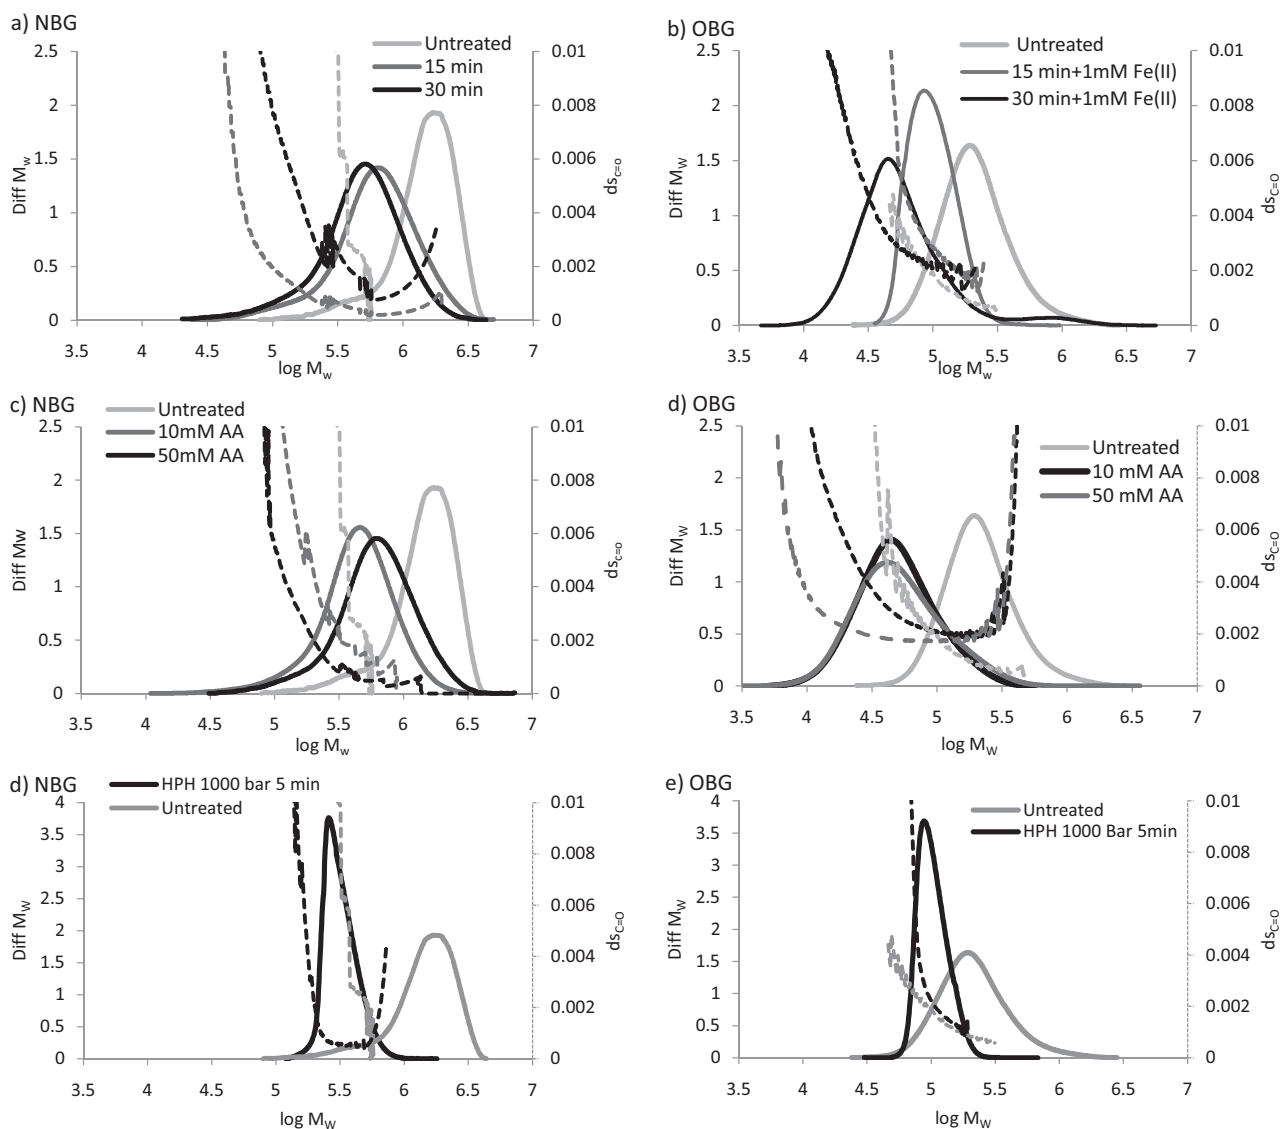 a) NBG
Untreated
15 min
30 min
2.5
2
1.5
1
0.5
0
Diff Mw
0.01
0.008
0.006
0.004
0.002
0
dsC=O
3.5 4 4.5 5 5.5 6 6.5 7
log Mw
b) OBG
Untreated
15 min+1mM Fe(II)
30 min+1mM Fe(II)
2.5
2
1.5
1
0.5
0
Diff Mw
0.01
0.008
0.006
0.004
0.002
0
dsC=O
3.5 4 4.5 5 5.5 6 6.5 7
log Mw
c) NBG
Untreated
10mM AA
50mM AA
2.5
2
1.5
1
0.5
0
Diff Mw
0.01
0.008
0.006
0.004
0.002
0
dsC=O
3.5 4 4.5 5 5.5 6 6.5 7
log Mw
d) OBG
Untreated
10 mM AA
50 mM AA
2.5
2
1.5
1
0.5
0
Diff Mw
0.01
0.008
0.006
0.004
0.002
0
dsC=O
3.5 4 4.5 5 5.5 6 6.5 7
log Mw
d) NBG
HPH 1000 bar 5 min
Untreated
4
3.5
3
2.5
2
1.5
1
0.5
0
Diff MW
0.01
0.008
0.006
0.004
0.002
0
dsC=O
3.5 4 4.5 5 5.5 6 6.5 7
log MW
e) OBG
Untreated
HPH 1000 Bar 5min
4
3.5
3
2.5
2
1.5
1
0.5
0
Diff MW
0.01
0.008
0.006
0.004
0.002
0
dsC=O
3.5 4 4.5 5 5.5 6 6.5 7
log MW